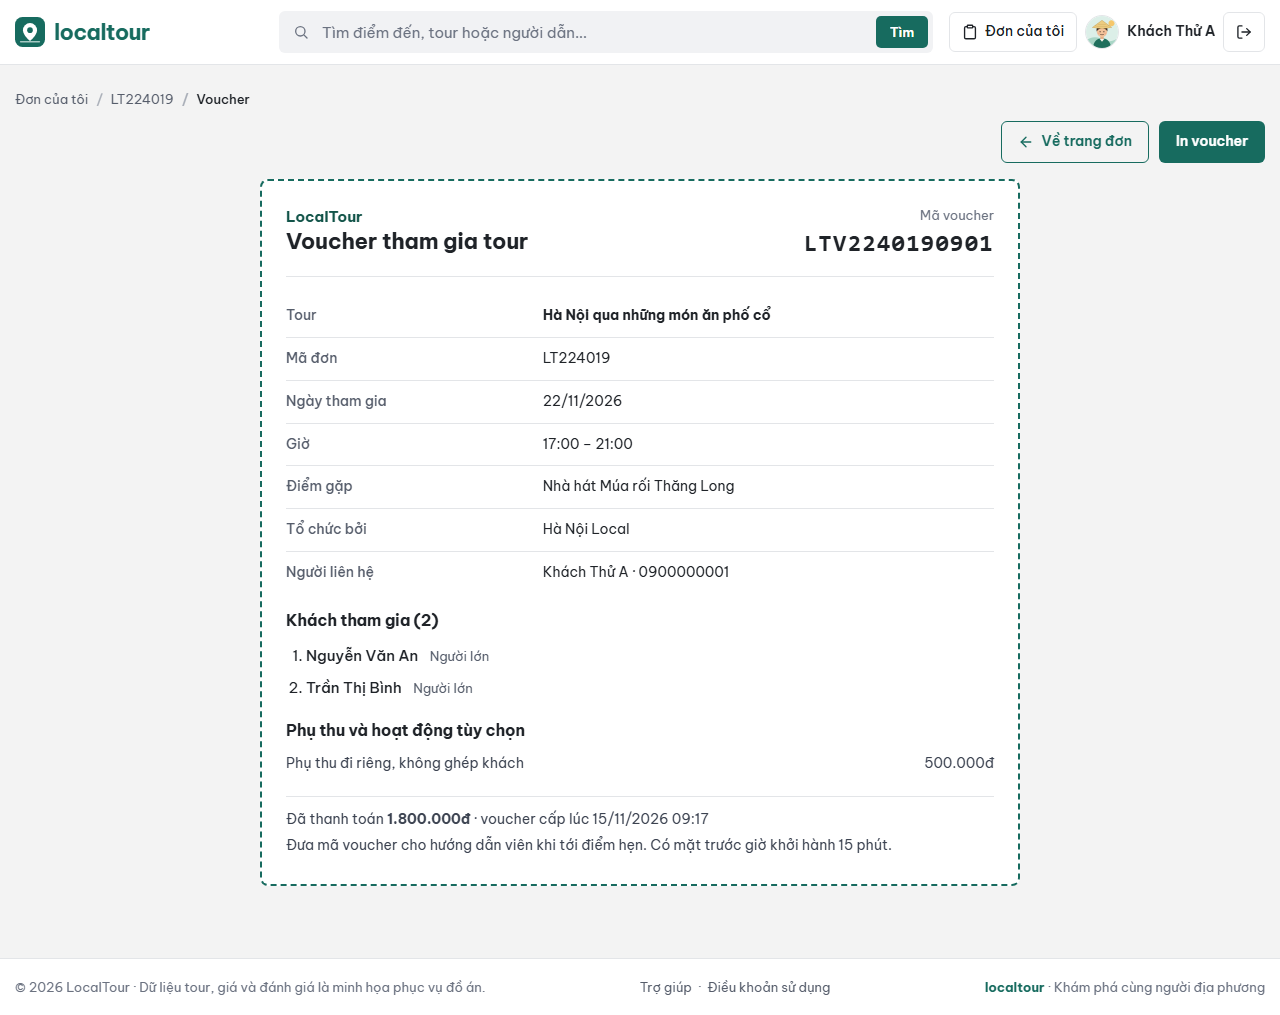 localtour
Tìm điểm đến, tour hoặc người dẫn...
Tìm
Đơn của tôi
Khách Thử A
Đơn của tôi / LT224019 / Voucher
← Về trang đơn
In voucher
LocalTour
Voucher tham gia tour
Mã voucher
LTV2240190901
Tour Hà Nội qua những món ăn phố cổ
Mã đơn LT224019
Ngày tham gia 22/11/2026
Giờ 17:00 – 21:00
Điểm gặp Nhà hát Múa rối Thăng Long
Tổ chức bởi Hà Nội Local
Người liên hệ Khách Thử A · 0900000001
Khách tham gia (2)
1. Nguyễn Văn An Người lớn
2. Trần Thị Bình Người lớn
Phụ thu và hoạt động tùy chọn
Phụ thu đi riêng, không ghép khách 500.000đ
Đã thanh toán 1.800.000đ · voucher cấp lúc 15/11/2026 09:17
Đưa mã voucher cho hướng dẫn viên khi tới điểm hẹn. Có mặt trước giờ khởi hành 15 phút.
© 2026 LocalTour · Dữ liệu tour, giá và đánh giá là minh họa phục vụ đồ án.
Trợ giúp · Điều khoản sử dụng
localtour · Khám phá cùng người địa phương